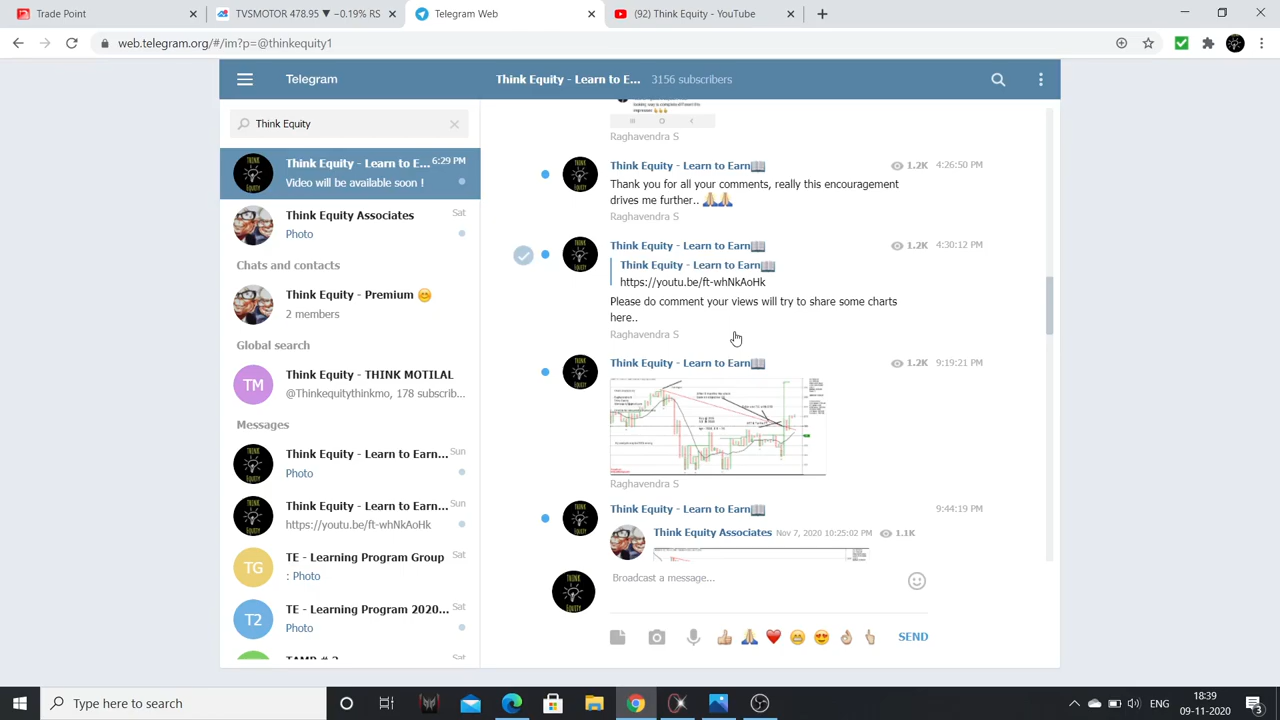 Trade Point
TVSMOTOR 478.95 ▼ −0.19% RS
Telegram Web
(92) Think Equity - YouTube
web.telegram.org/#/im?p=@thinkequity1
Telegram
Think Equity - Learn to E... 3156 subscribers
Think Equity
Think Equity - Learn to E... 6:29 PM
Video will be available soon !
Think Equity Associates Sat
Photo
Chats and contacts
Think Equity - Premium 😊
2 members
Global search
TM
Think Equity - THINK MOTILAL
@Thinkequitythinkmo, 178 subscrib...
Messages
Think Equity - Learn to Earn... Sun
Photo
Think Equity - Learn to Earn... Sun
https://youtu.be/ft-whNkAoHk
TG
TE - Learning Program Group Sat
: Photo
T2
TE - Learning Program 2020... Sat
Photo
Sat
Raghavendra S
Think Equity - Learn to Earn📖 1.2K 4:26:50 PM
Thank you for all your comments, really this encouragement
drives me further.. 🙏🙏
Raghavendra S
Think Equity - Learn to Earn📖 1.2K 4:30:12 PM
Think Equity - Learn to Earn📖
https://youtu.be/ft-whNkAoHk
Please do comment your views will try to share some charts
here..
Raghavendra S
Think Equity - Learn to Earn📖 1.2K 9:19:21 PM
Raghavendra S
Think Equity - Learn to Earn📖 9:44:19 PM
Think Equity Associates Nov 7, 2020 10:25:02 PM 1.1K
THINK
EQUITY
Broadcast a message...
SEND
Type here to search
ENG
18:39
09-11-2020
3